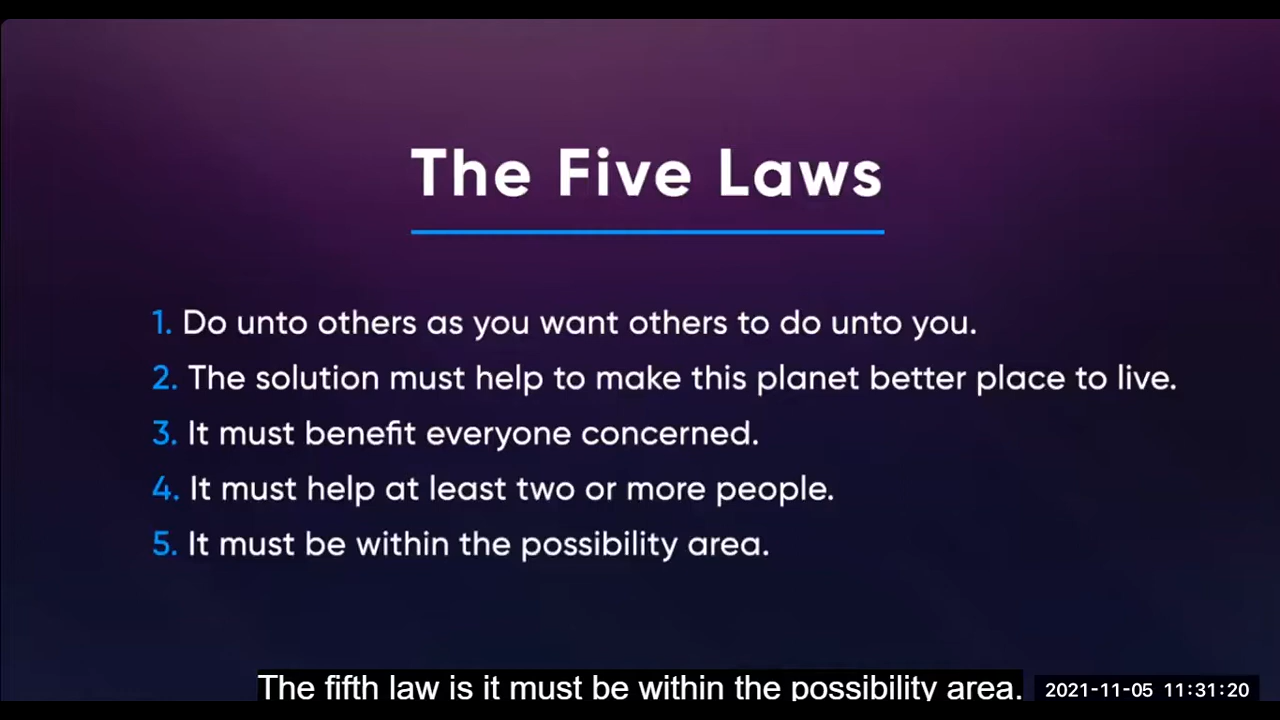 The Five Laws
1. Do unto others as you want others to do unto you.
2. The solution must help to make this planet better place to live.
3. It must benefit everyone concerned.
4. It must help at least two or more people.
5. It must be within the possibility area.
The fifth law is it must be within the possibility area.
2021-11-05 11:31:20